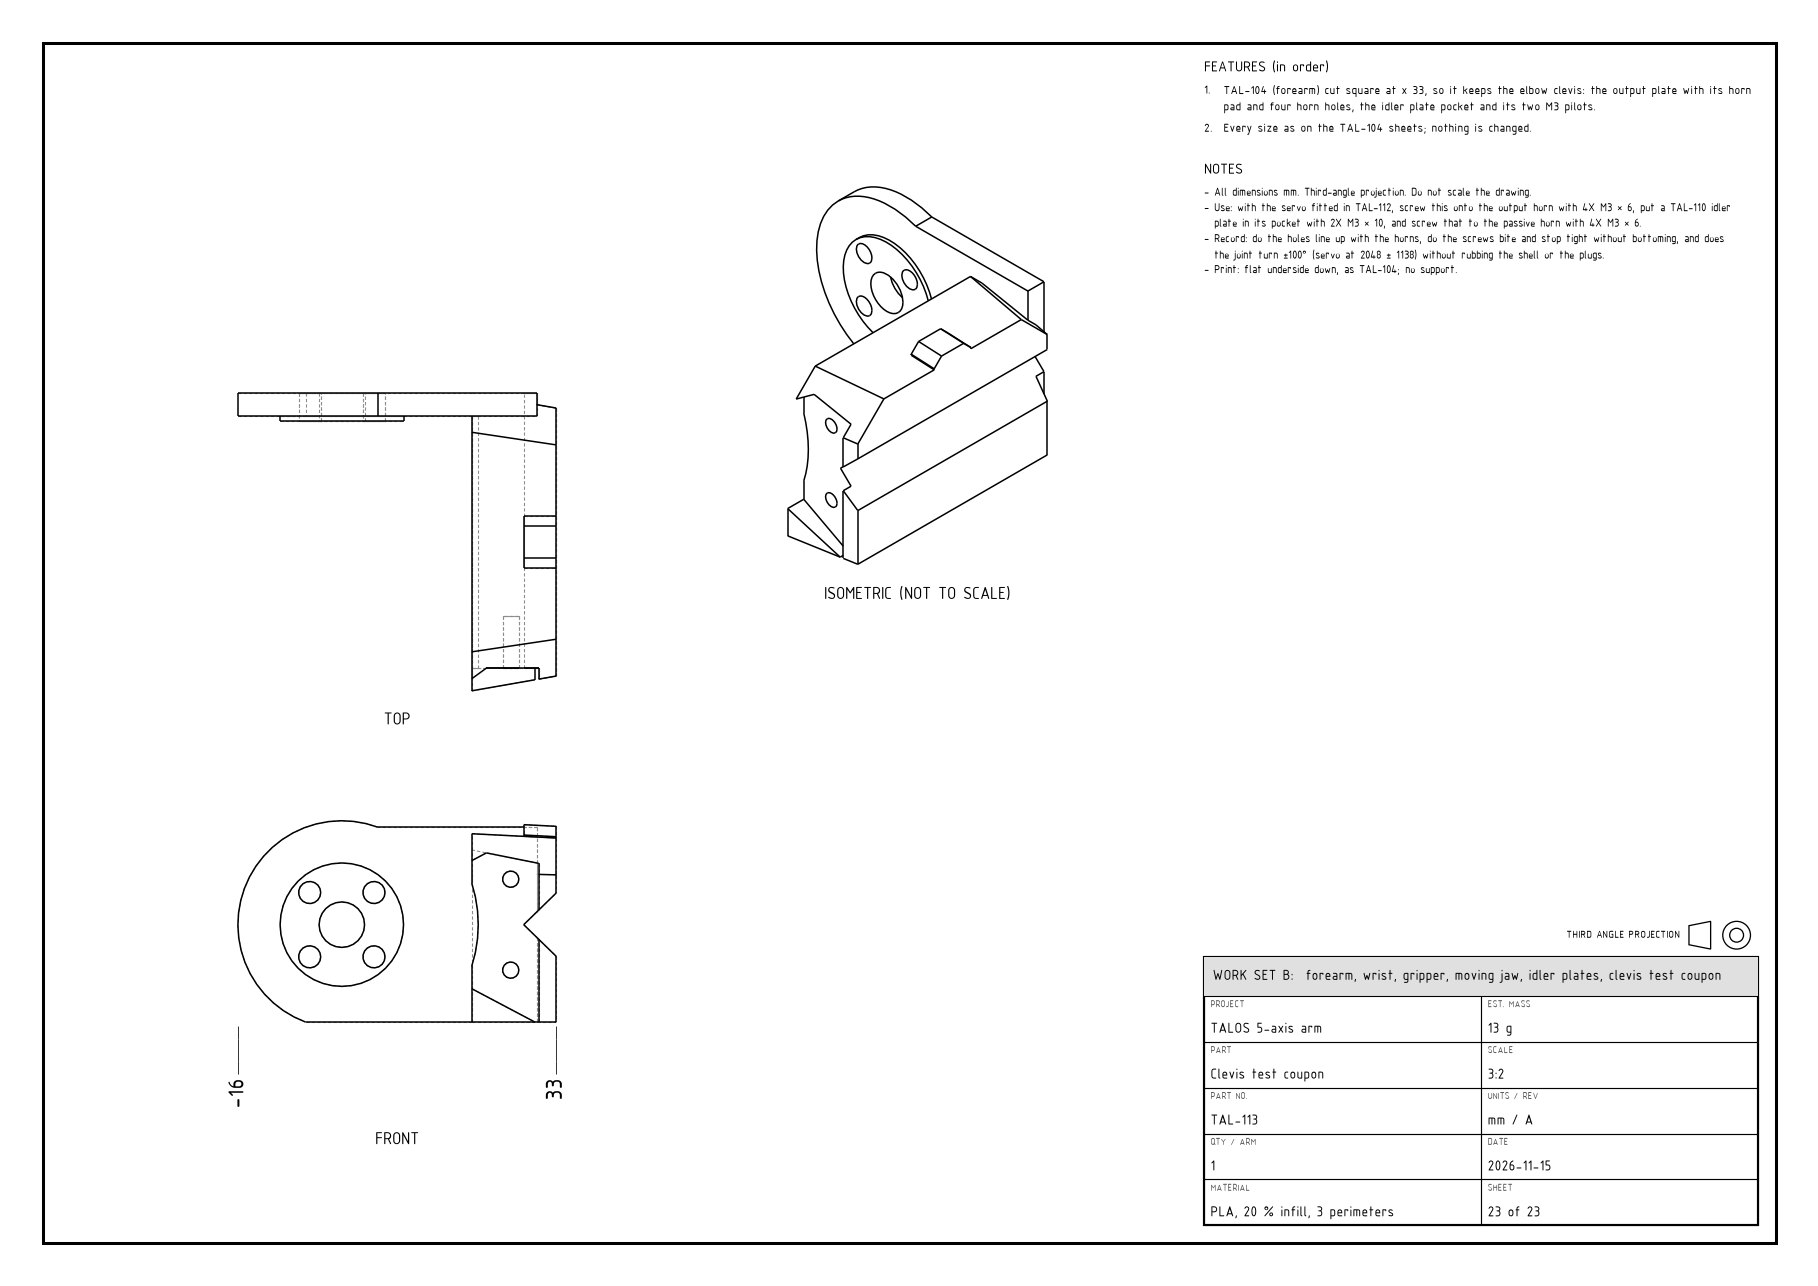 FEATURES (in order)
1. TAL-104 (forearm) cut square at x 33, so it keeps the elbow clevis: the output plate with its horn
pad and four horn holes, the idler plate pocket and its two M3 pilots.
2. Every size as on the TAL-104 sheets; nothing is changed.
NOTES
- All dimensions mm. Third-angle projection. Do not scale the drawing.
- Use: with the servo fitted in TAL-112, screw this onto the output horn with 4X M3 × 6, put a TAL-110 idler
plate in its pocket with 2X M3 × 10, and screw that to the passive horn with 4X M3 × 6.
- Record: do the holes line up with the horns, do the screws bite and stop tight without bottoming, and does
the joint turn ±100° (servo at 2048 ± 1138) without rubbing the shell or the plugs.
- Print: flat underside down, as TAL-104; no support.
ISOMETRIC (NOT TO SCALE)
TOP
-16
33
FRONT
THIRD ANGLE PROJECTION
WORK SET B: forearm, wrist, gripper, moving jaw, idler plates, clevis test coupon
PROJECT
TALOS 5-axis arm
EST. MASS
13 g
PART
Clevis test coupon
SCALE
3:2
PART NO.
TAL-113
UNITS / REV
mm / A
QTY / ARM
1
DATE
2026-11-15
MATERIAL
PLA, 20 % infill, 3 perimeters
SHEET
23 of 23